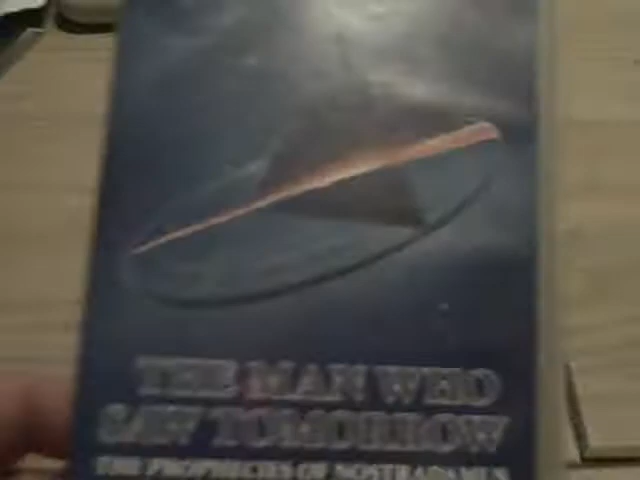 THE MAN WHO
SAW TOMORROW
THE PROPHECIES OF NOSTRADAMUS